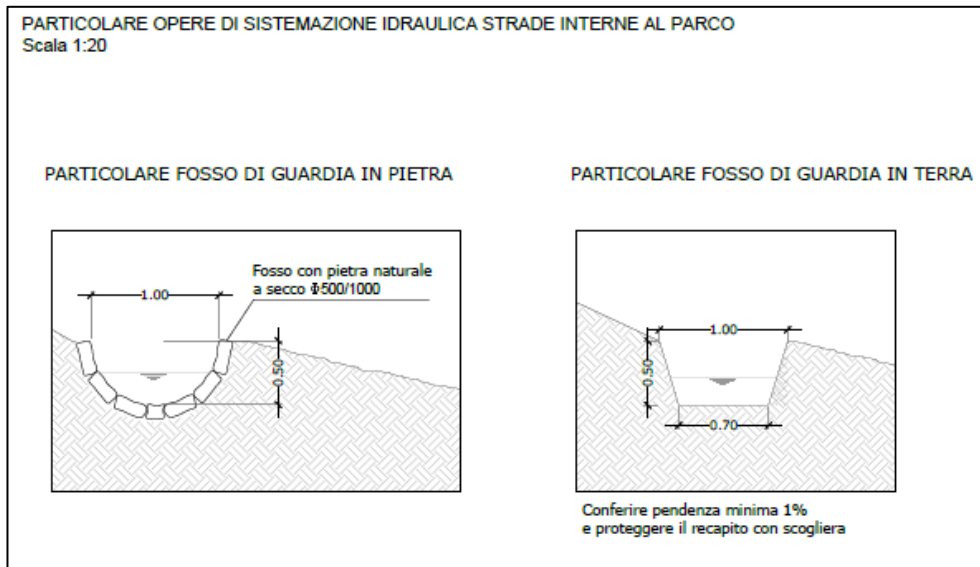 PARTICOLARE OPERE DI SISTEMAZIONE IDRAULICA STRADE INTERNE AL PARCO
Scala 1:20
PARTICOLARE FOSSO DI GUARDIA IN PIETRA
Fosso con pietra naturale
a secco Φ500/1000
1.00
0.50
PARTICOLARE FOSSO DI GUARDIA IN TERRA
1.00
0.50
0.70
Conferire pendenza minima 1%
e proteggere il recapito con scogliera